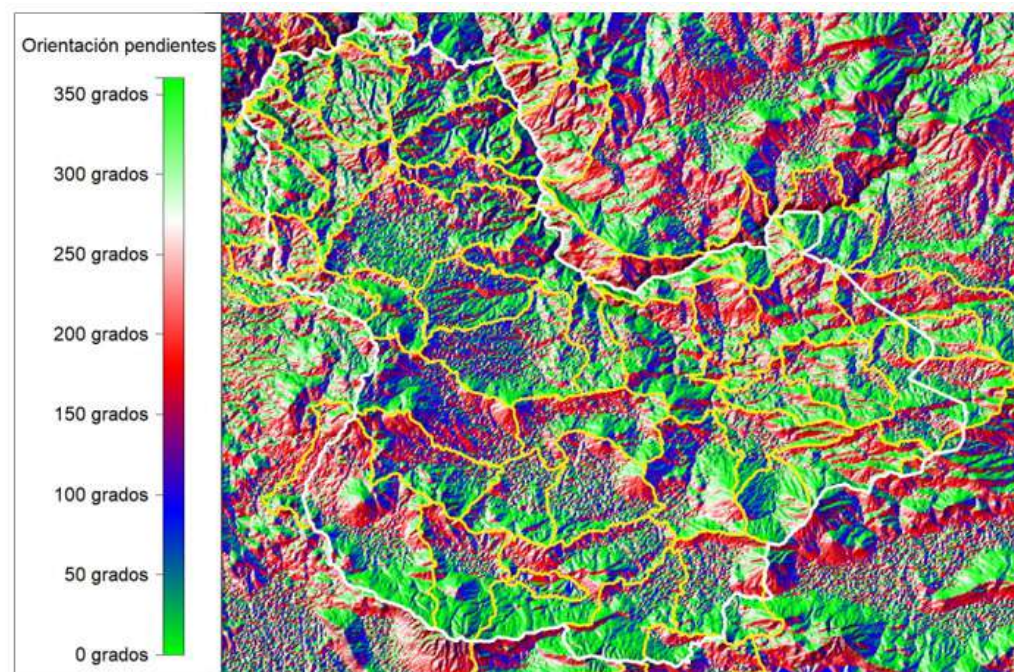 Orientación pendientes
350 grados
300 grados
250 grados
200 grados
150 grados
100 grados
50 grados
0 grados